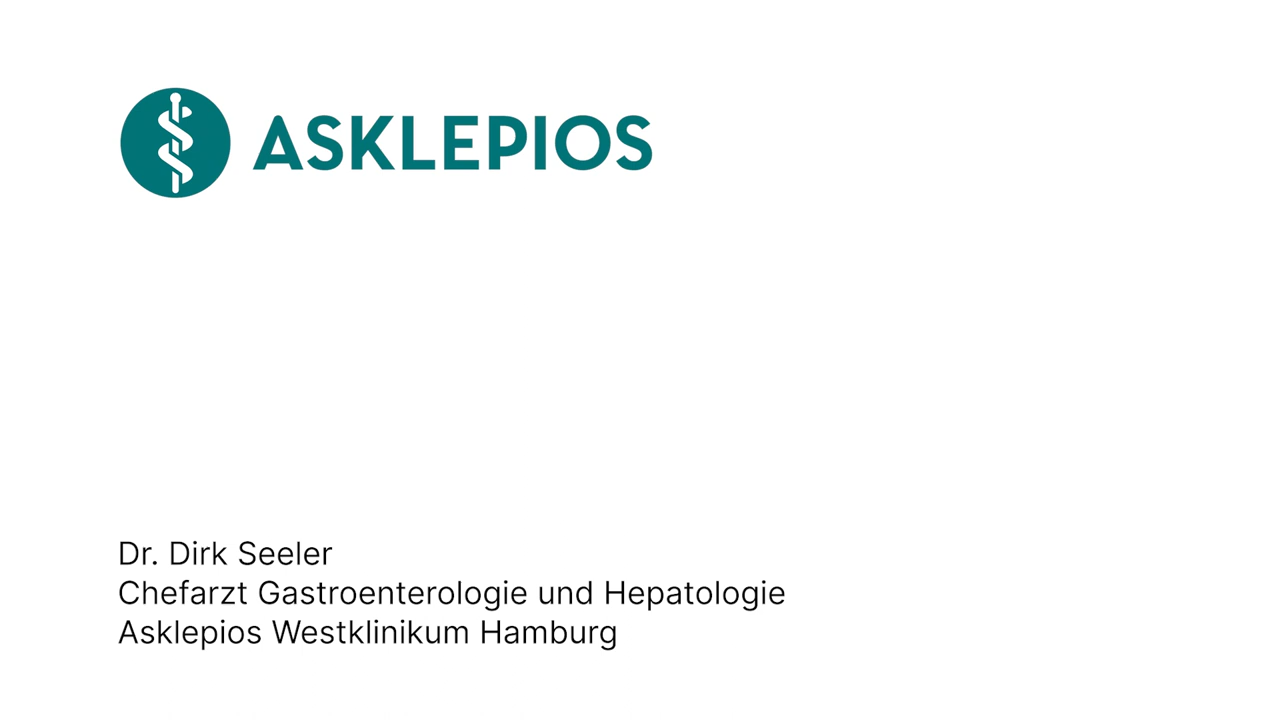 ASKLEPIOS
Dr. Dirk Seeler
Chefarzt Gastroenterologie und Hepatologie
Asklepios Westklinikum Hamburg